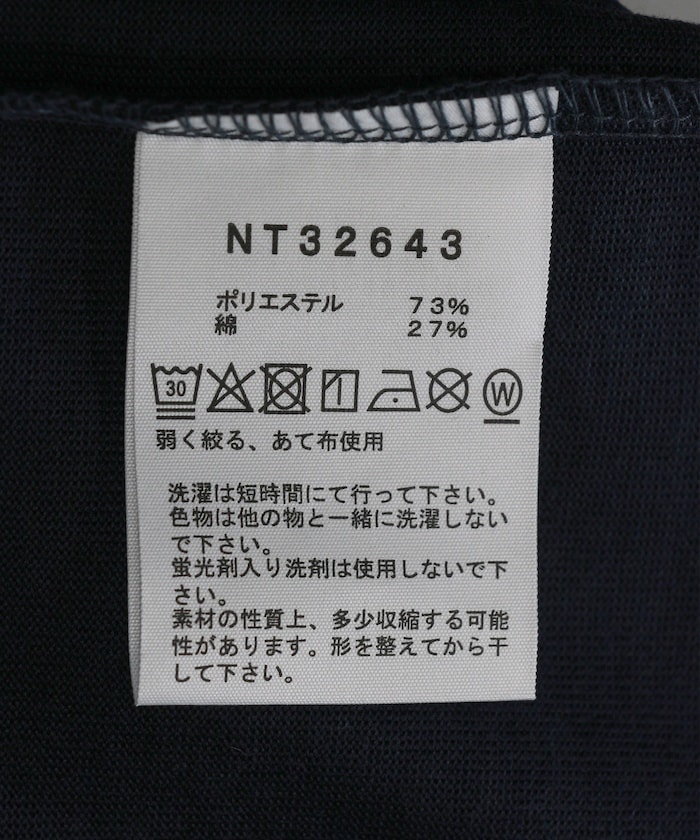 NT32643
ポリエステル 73%
綿 27%
30 W
弱く絞る、あて布使用
洗濯は短時間にて行って下さい。
色物は他の物と一緒に洗濯しない
で下さい。
蛍光剤入り洗剤は使用しないで下
さい。
素材の性質上、多少収縮する可能
性があります。形を整えてから干
して下さい。